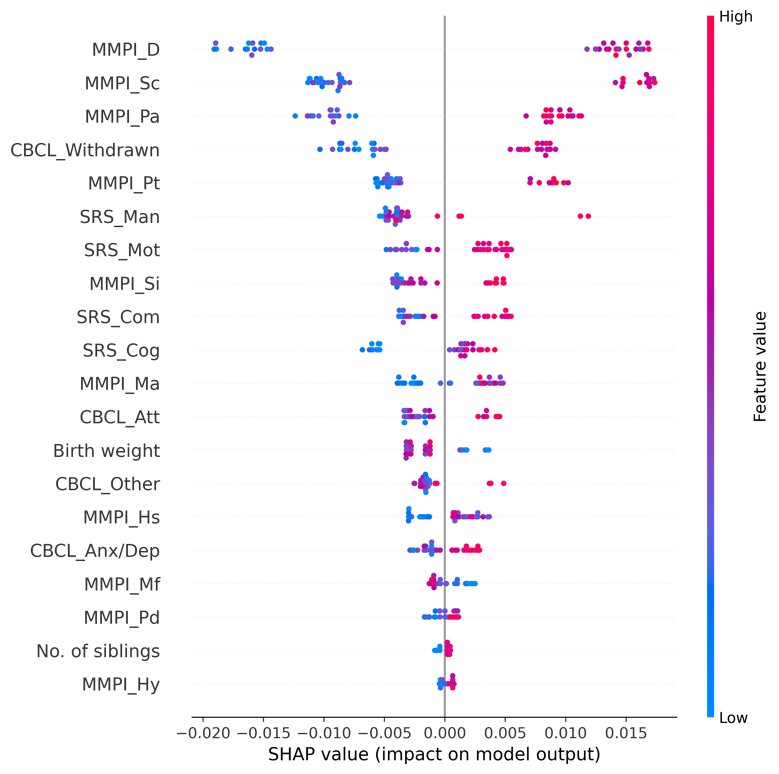 High
MMPI_D
MMPI_Sc
MMPI_Pa
CBCL_Withdrawn
MMPI_Pt
SRS_Man
SRS_Mot
MMPI_Si
SRS_Com
SRS_Cog
MMPI_Ma
CBCL_Att
Birth weight
CBCL_Other
MMPI_Hs
CBCL_Anx/Dep
MMPI_Mf
MMPI_Pd
No. of siblings
MMPI_Hy
Feature value
Low
−0.020 −0.015 −0.010 −0.005 0.000 0.005 0.010 0.015
SHAP value (impact on model output)